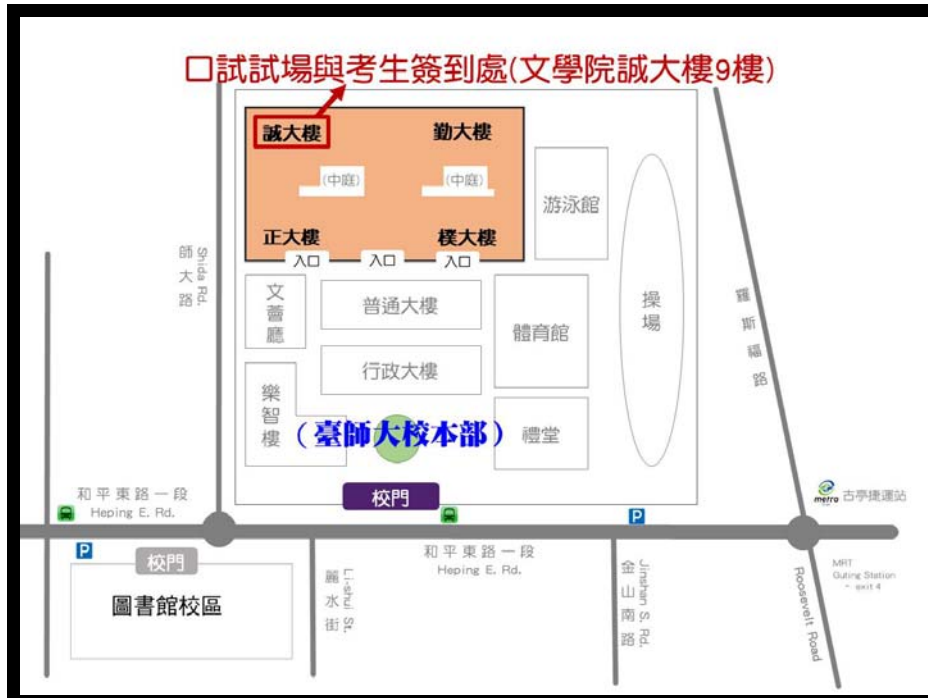 口試試場與考生簽到處(文學院誠大樓9樓)
誠大樓
勤大樓
(中庭)
(中庭)
正大樓
樸大樓
入口
入口
入口
游泳館
操場
師大路
Shida Rd.
羅斯福路
文薈廳
普通大樓
體育館
行政大樓
樂智樓
(臺師大校本部)
禮堂
校門
和平東路一段
Heping E. Rd.
metro
古亭捷運站
P
P
校門
圖書館校區
麗水街
Li-shui St.
和平東路一段
Heping E. Rd.
金山南路
Jinshan S. Rd.
Roosevelt Road
MRT
Guting Station
- exit 4